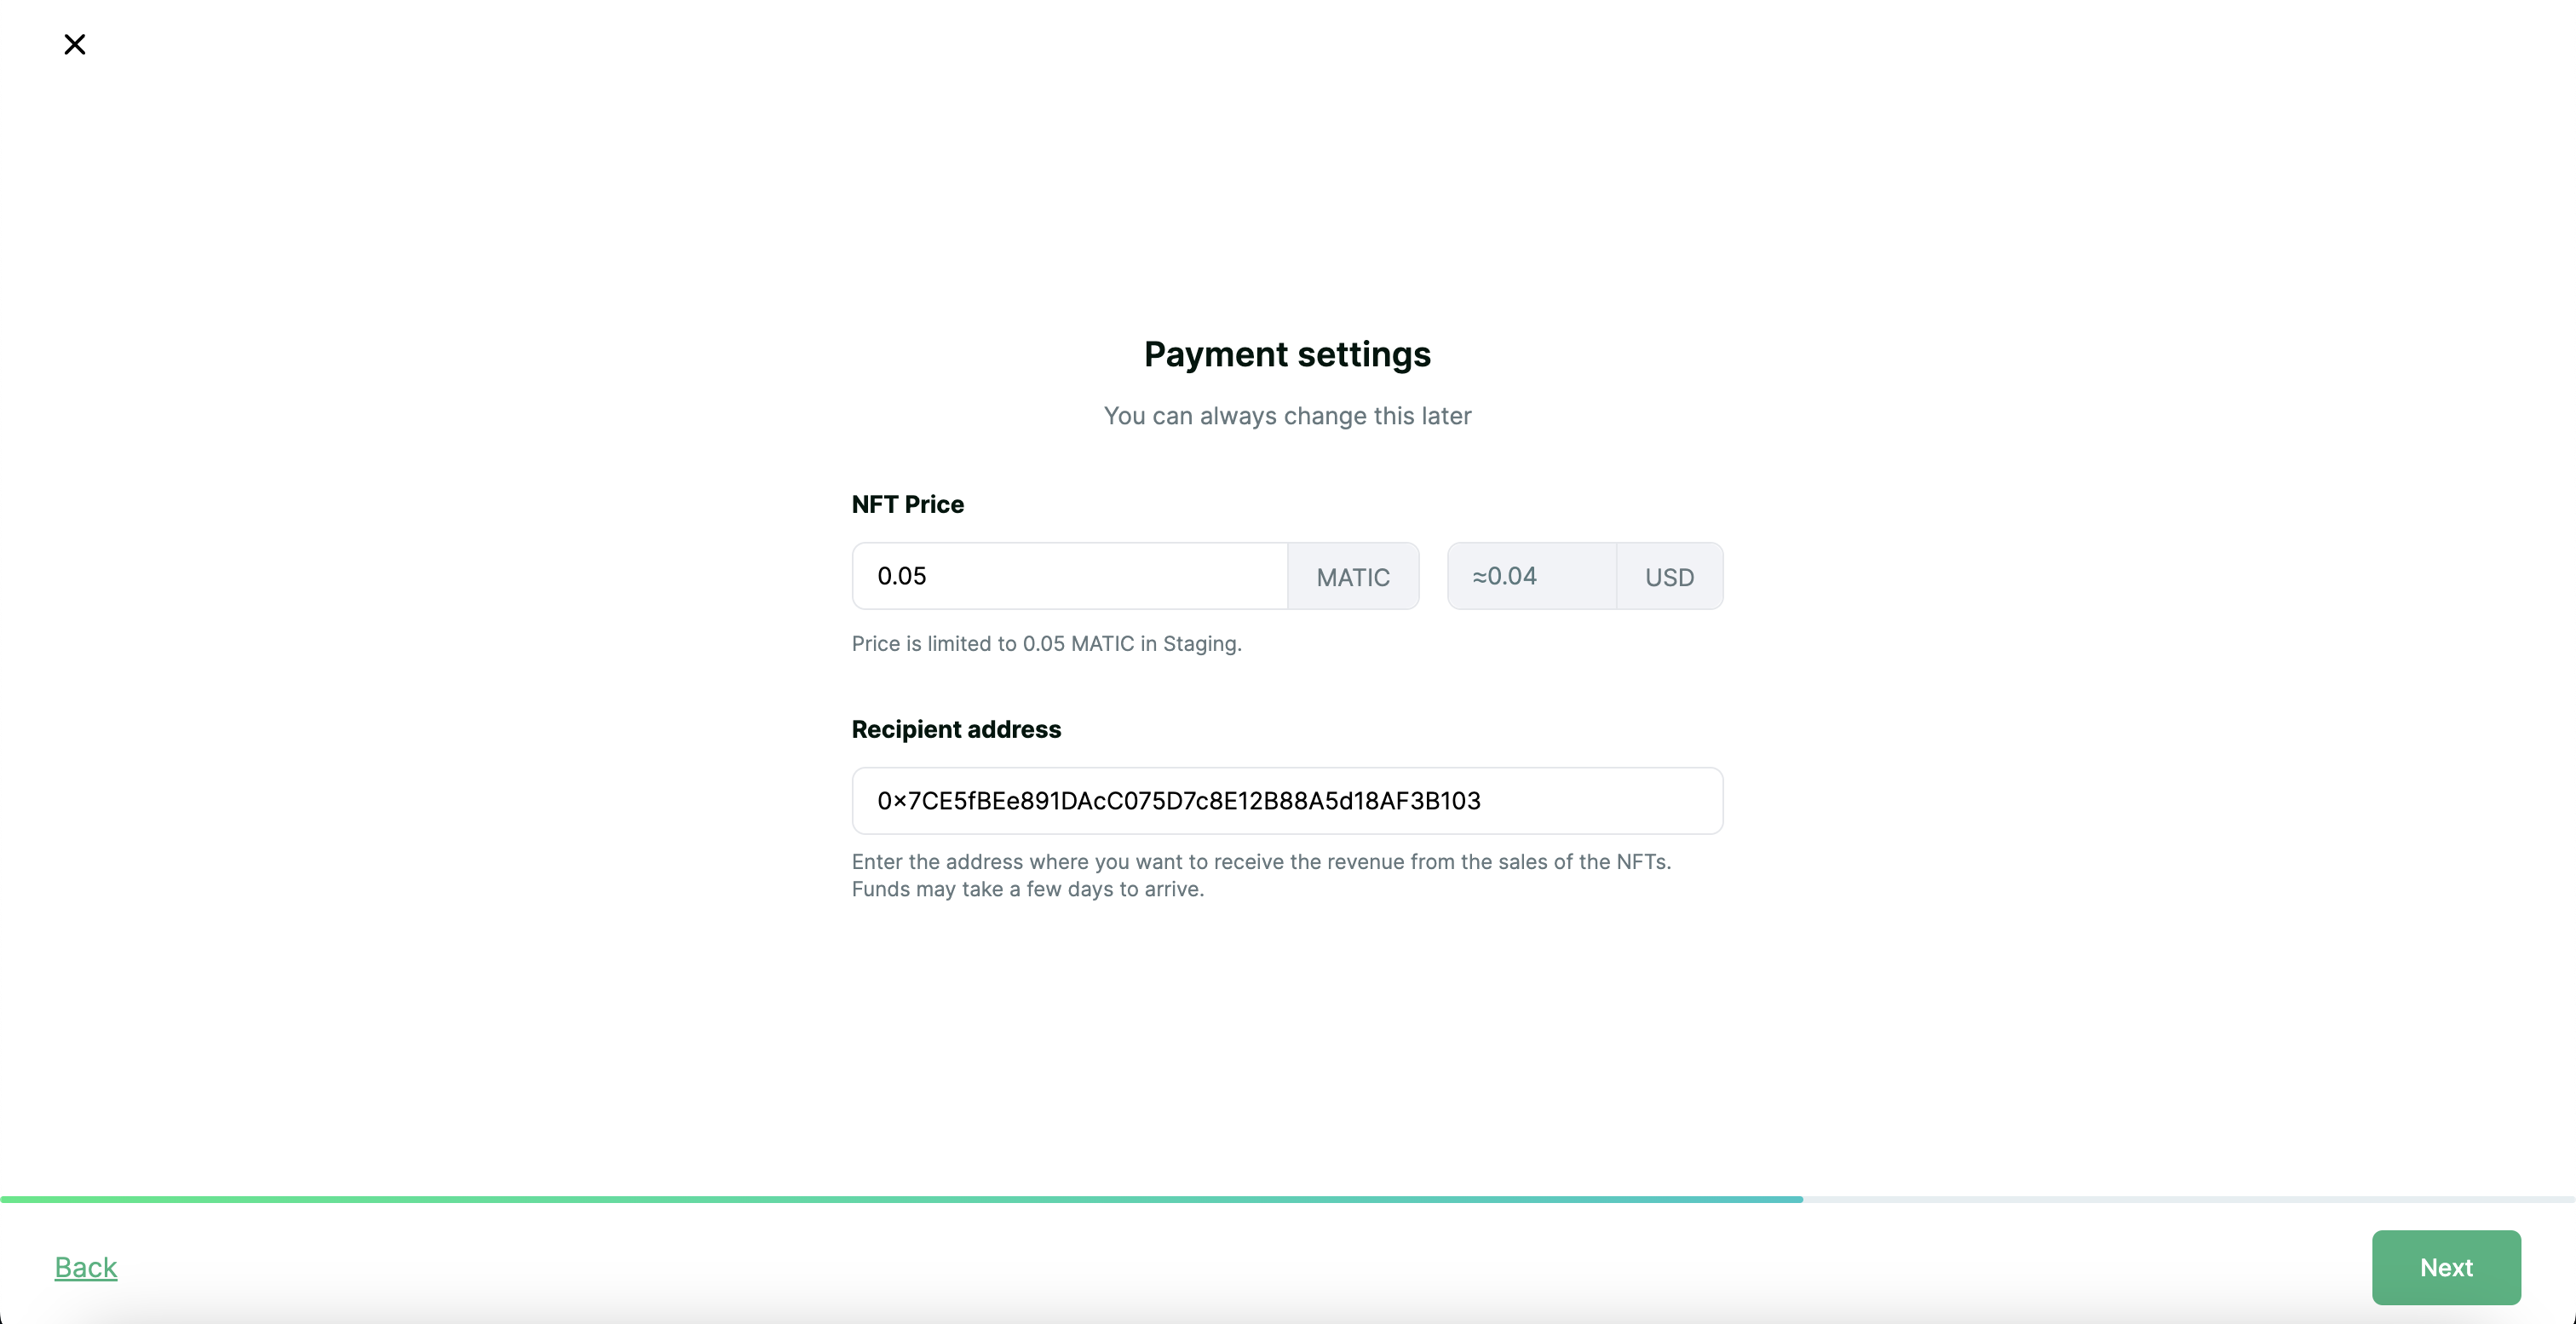 Payment settings
You can always change this later
NFT Price
0.05 MATIC ≈0.04 USD
Price is limited to 0.05 MATIC in Staging.
Recipient address
0×7CE5fBEe891DAcC075D7c8E12B88A5d18AF3B103
Enter the address where you want to receive the revenue from the sales of the NFTs.
Funds may take a few days to arrive.
Back
Next